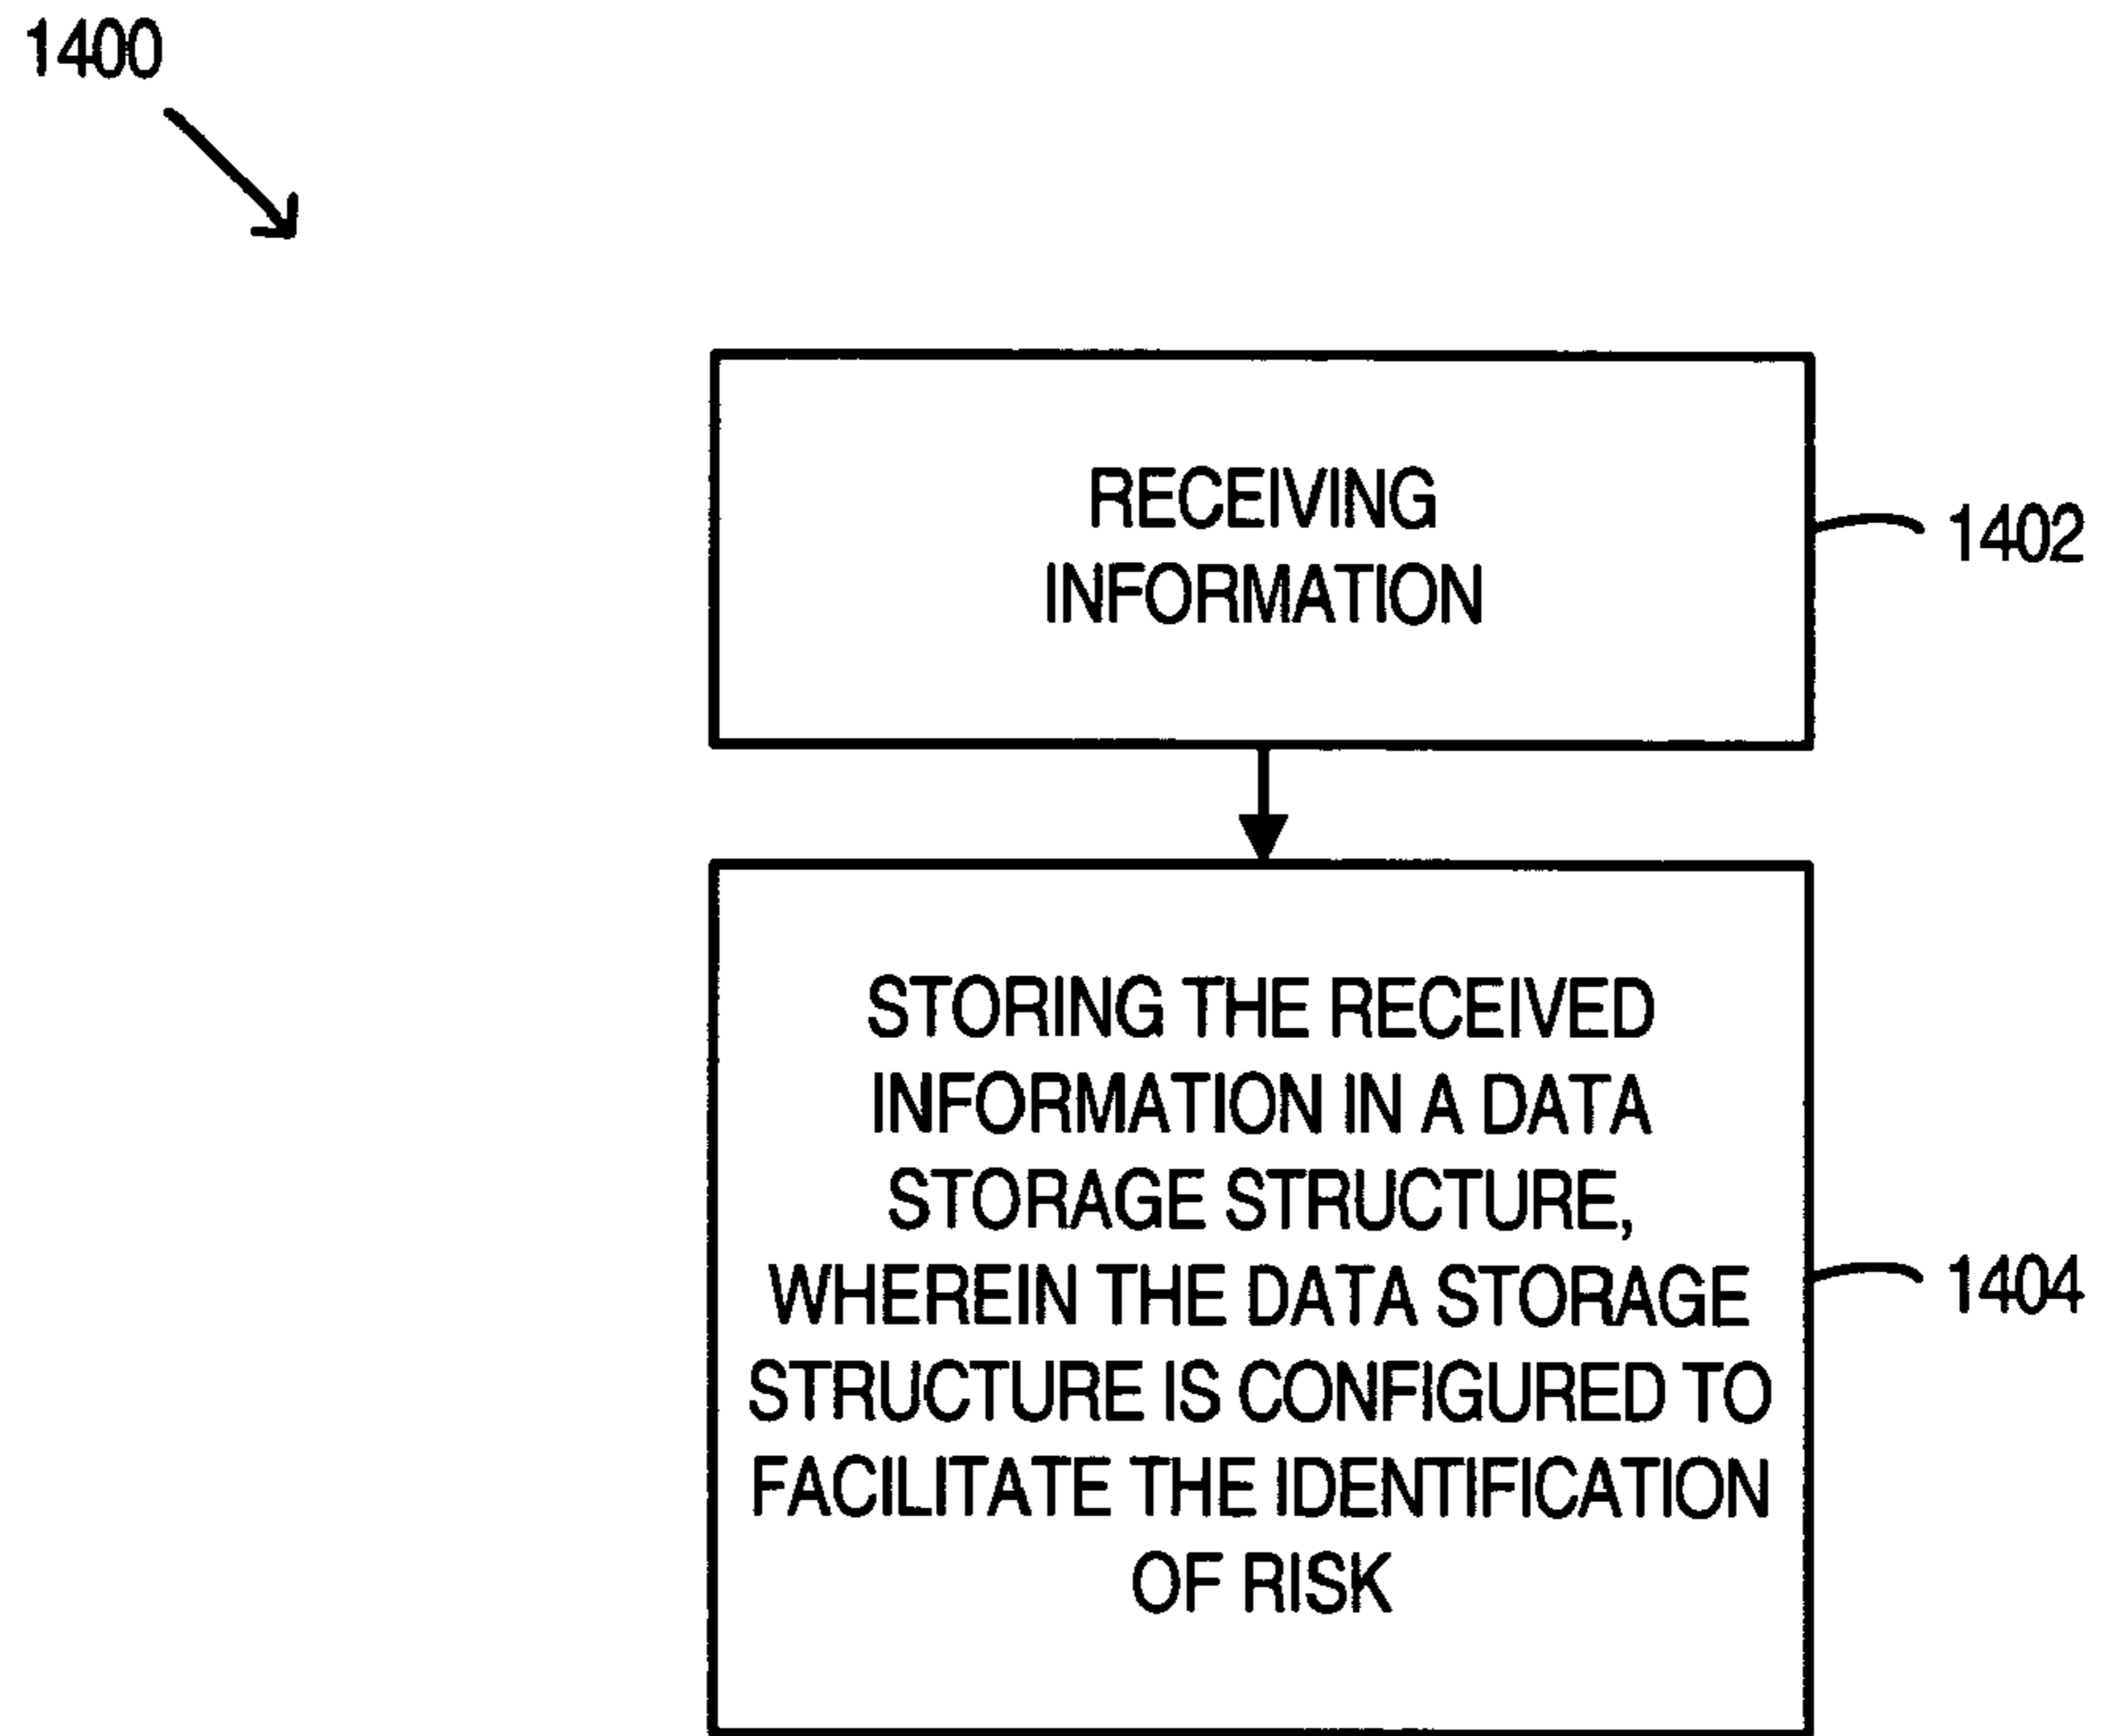 1400
RECEIVING
INFORMATION
1402
STORING THE RECEIVED
INFORMATION IN A DATA
STORAGE STRUCTURE,
WHEREIN THE DATA STORAGE
STRUCTURE IS CONFIGURED TO
FACILITATE THE IDENTIFICATION
OF RISK
1404